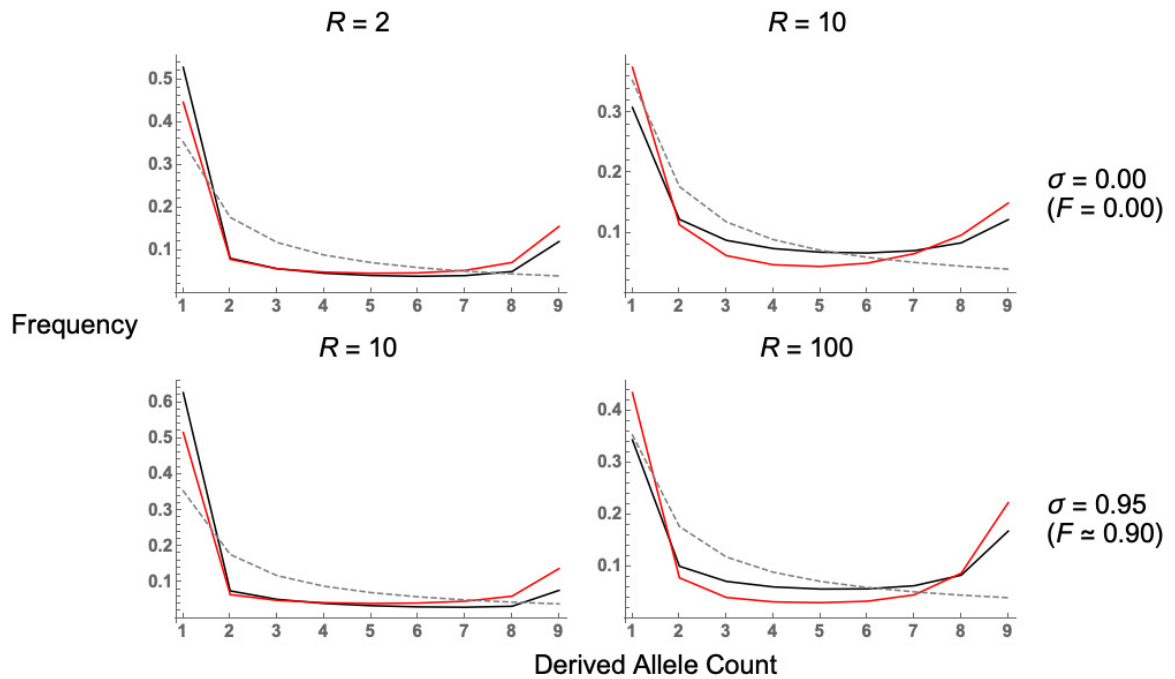 R = 2
R = 10
0.5
0.4
0.3
0.2
0.1
1 2 3 4 5 6 7 8 9
0.3
0.2
0.1
1 2 3 4 5 6 7 8 9
σ = 0.00
(F = 0.00)
Frequency
R = 10
R = 100
0.6
0.5
0.4
0.3
0.2
0.1
1 2 3 4 5 6 7 8 9
0.4
0.3
0.2
0.1
1 2 3 4 5 6 7 8 9
σ = 0.95
(F ≃ 0.90)
Derived Allele Count